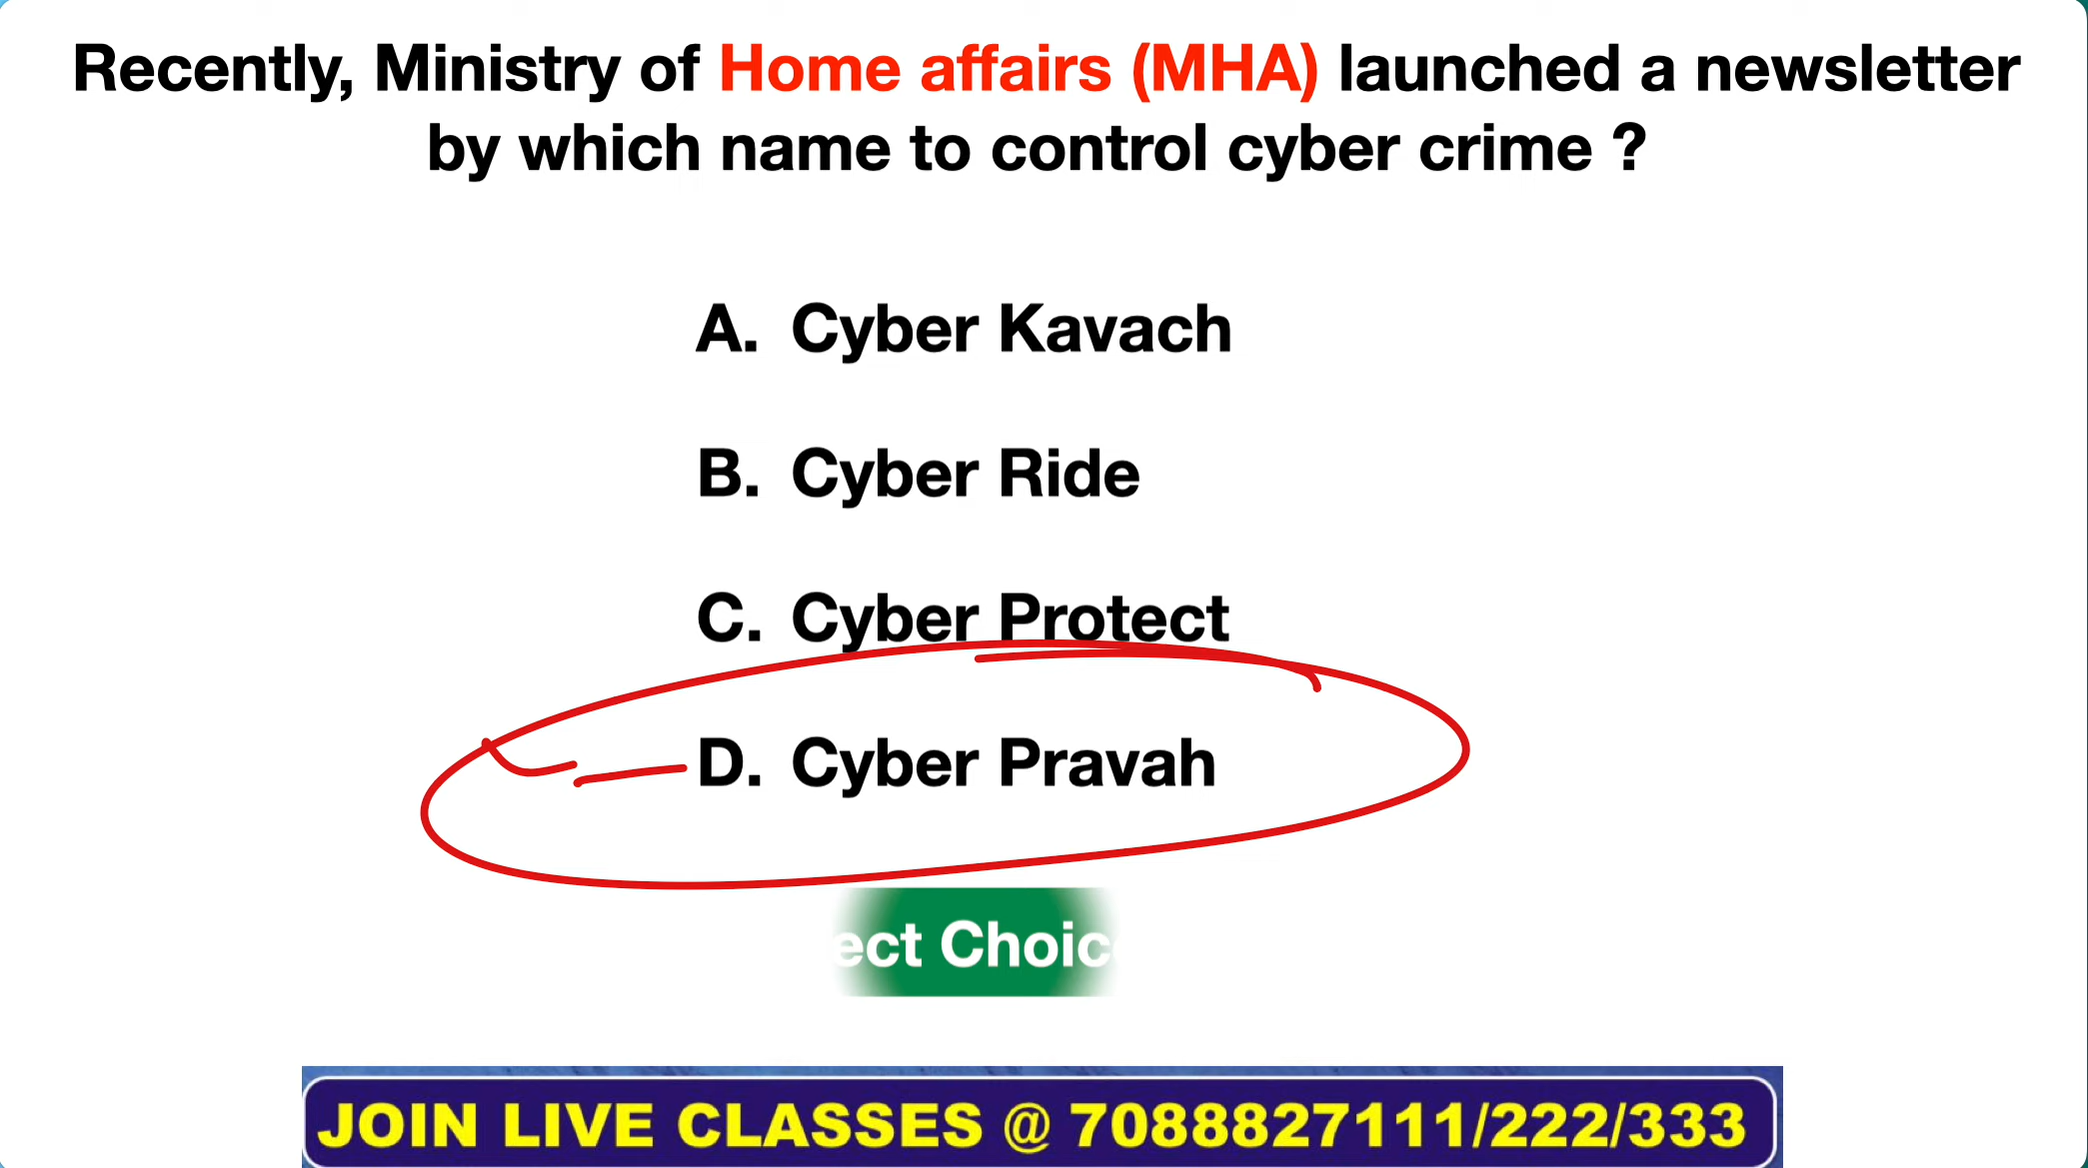 Recently, Ministry of Home affairs (MHA) launched a newsletter
by which name to control cyber crime ?
A. Cyber Kavach
B. Cyber Ride
C. Cyber Protect
D. Cyber Pravah
ect Choic
JOIN LIVE CLASSES @ 7088827111/222/333